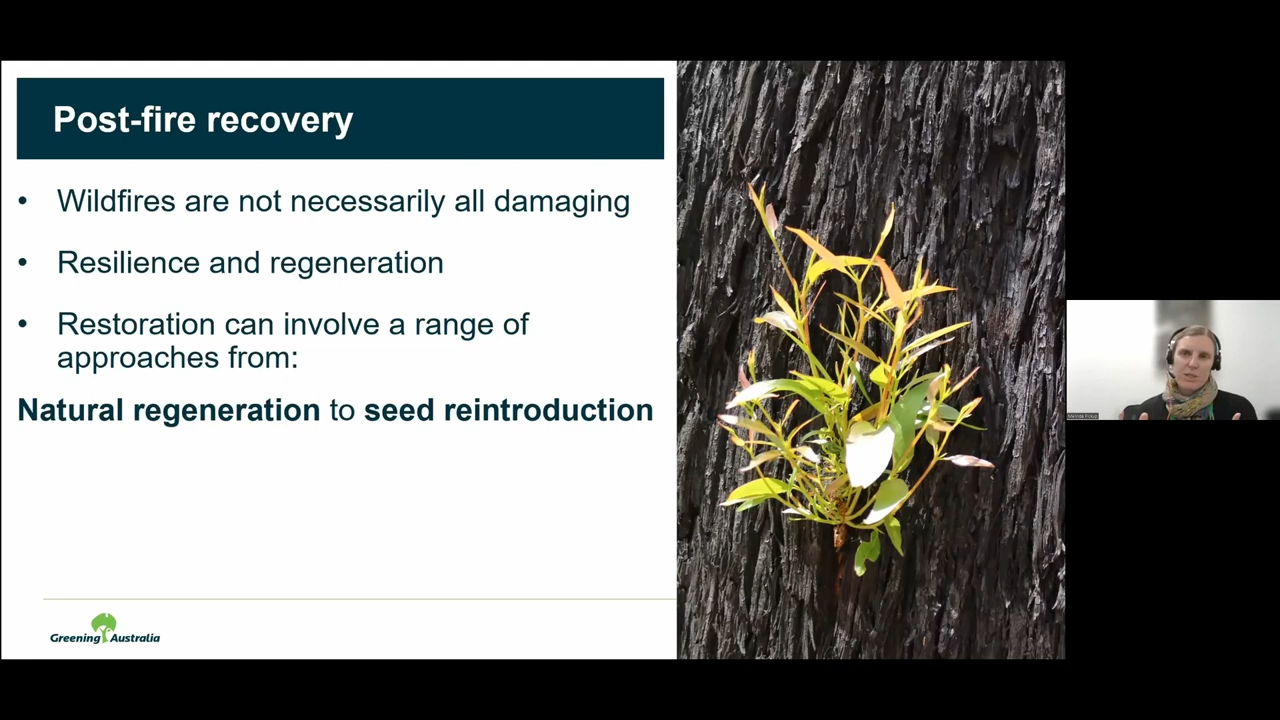 Post-fire recovery
• Wildfires are not necessarily all damaging
• Resilience and regeneration
• Restoration can involve a range of
approaches from:
Natural regeneration to seed reintroduction
Greening Australia